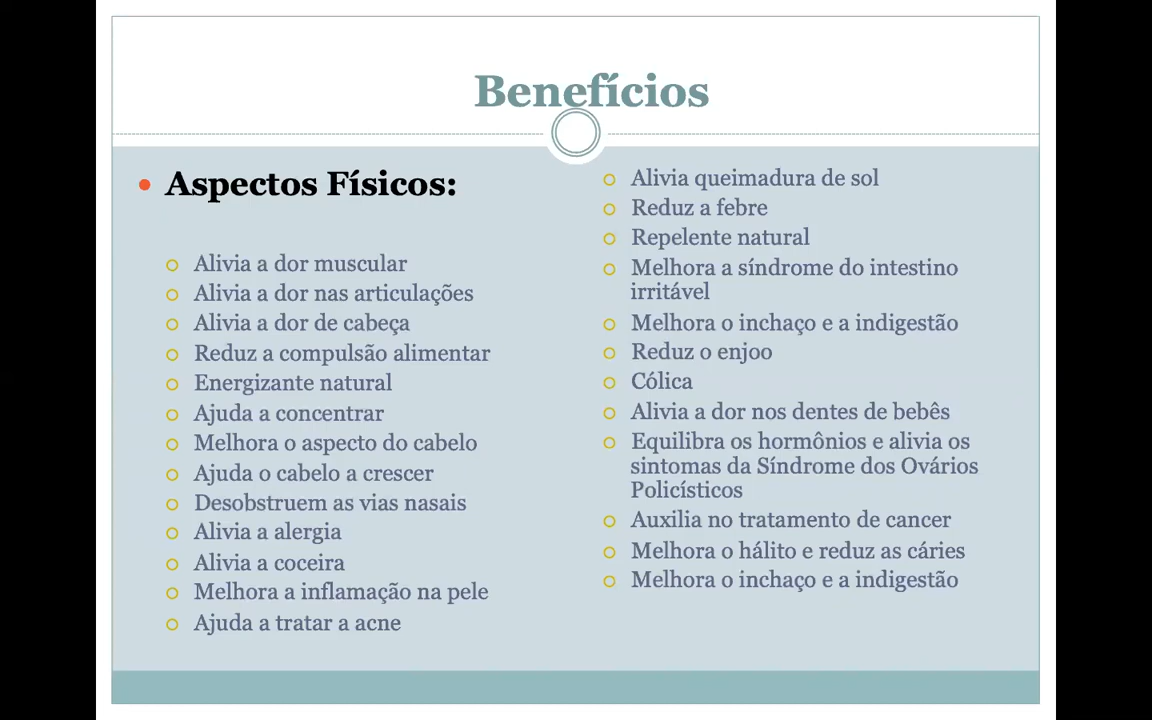 Benefícios
Aspectos Físicos:
Alivia a dor muscular
Alivia a dor nas articulações
Alivia a dor de cabeça
Reduz a compulsão alimentar
Energizante natural
Ajuda a concentrar
Melhora o aspecto do cabelo
Ajuda o cabelo a crescer
Desobstruem as vias nasais
Alivia a alergia
Alivia a coceira
Melhora a inflamação na pele
Ajuda a tratar a acne
Alivia queimadura de sol
Reduz a febre
Repelente natural
Melhora a síndrome do intestino
irritável
Melhora o inchaço e a indigestão
Reduz o enjoo
Cólica
Alivia a dor nos dentes de bebês
Equilibra os hormônios e alivia os
sintomas da Síndrome dos Ovários
Policísticos
Auxilia no tratamento de cancer
Melhora o hálito e reduz as cáries
Melhora o inchaço e a indigestão